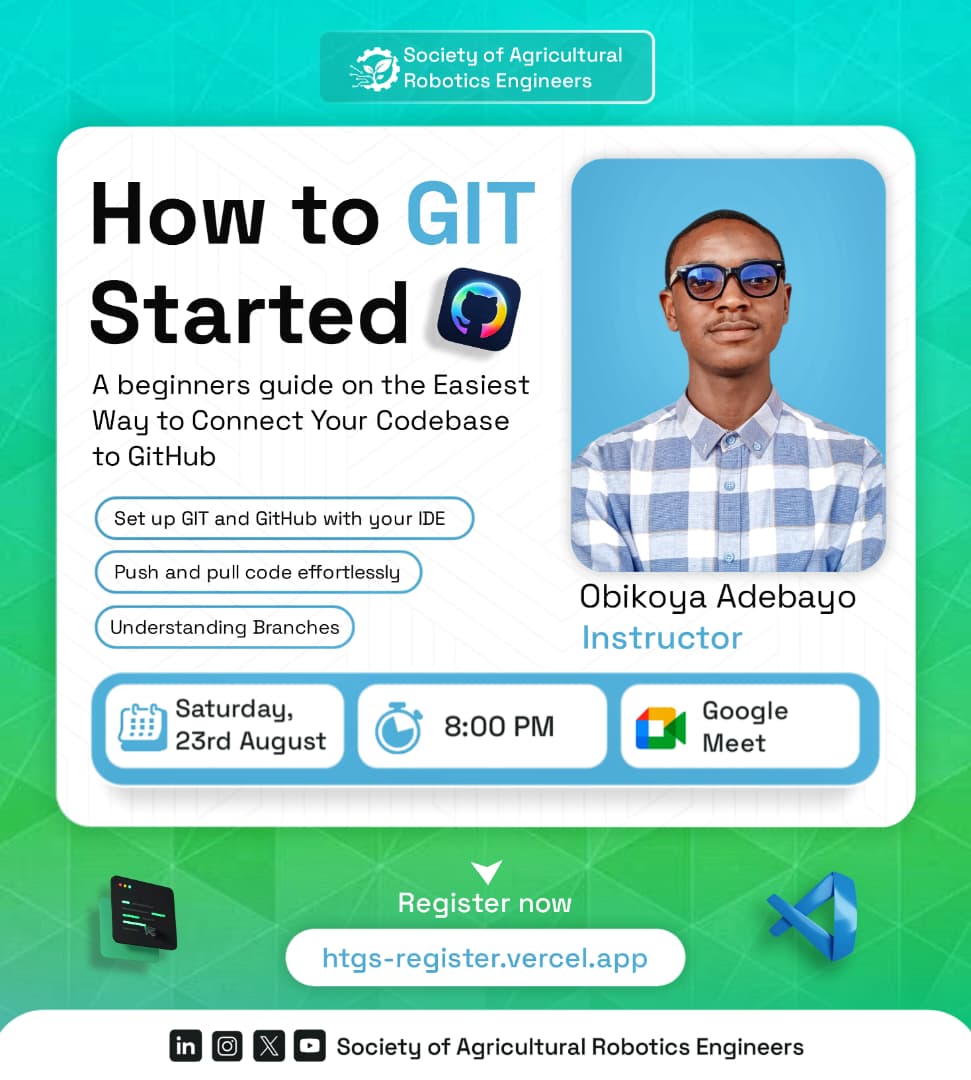 Society of Agricultural
Robotics Engineers
How to GIT
Started
A beginners guide on the Easiest
Way to Connect Your Codebase
to GitHub
Set up GIT and GitHub with your IDE
Push and pull code effortlessly
Understanding Branches
Obikoya Adebayo
Instructor
Saturday,
23rd August
8:00 PM
Google
Meet
Register now
htgs-register.vercel.app
in
Society of Agricultural Robotics Engineers